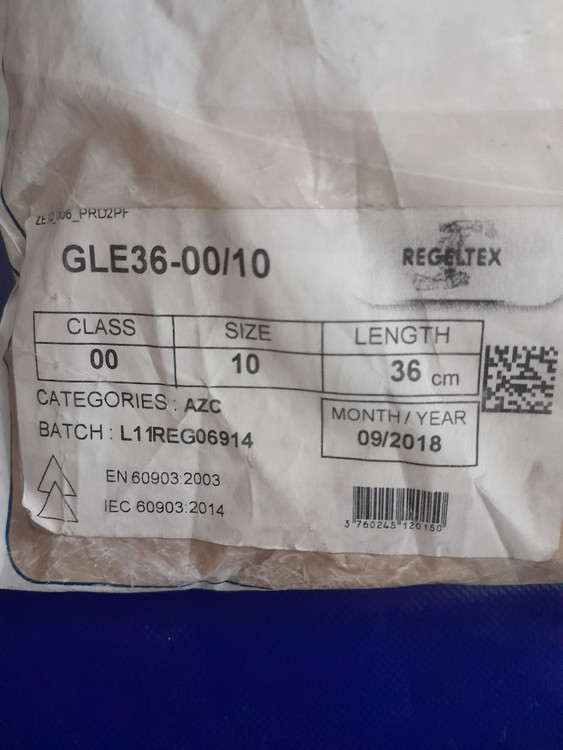 GLE36-00/10
REGELTEX
CLASS SIZE LENGTH
00 10 36 cm
CATEGORIES : AZC
BATCH : L11REG06914
MONTH / YEAR
09/2018
EN 60903:2003
IEC 60903:2014
3 760245 120150